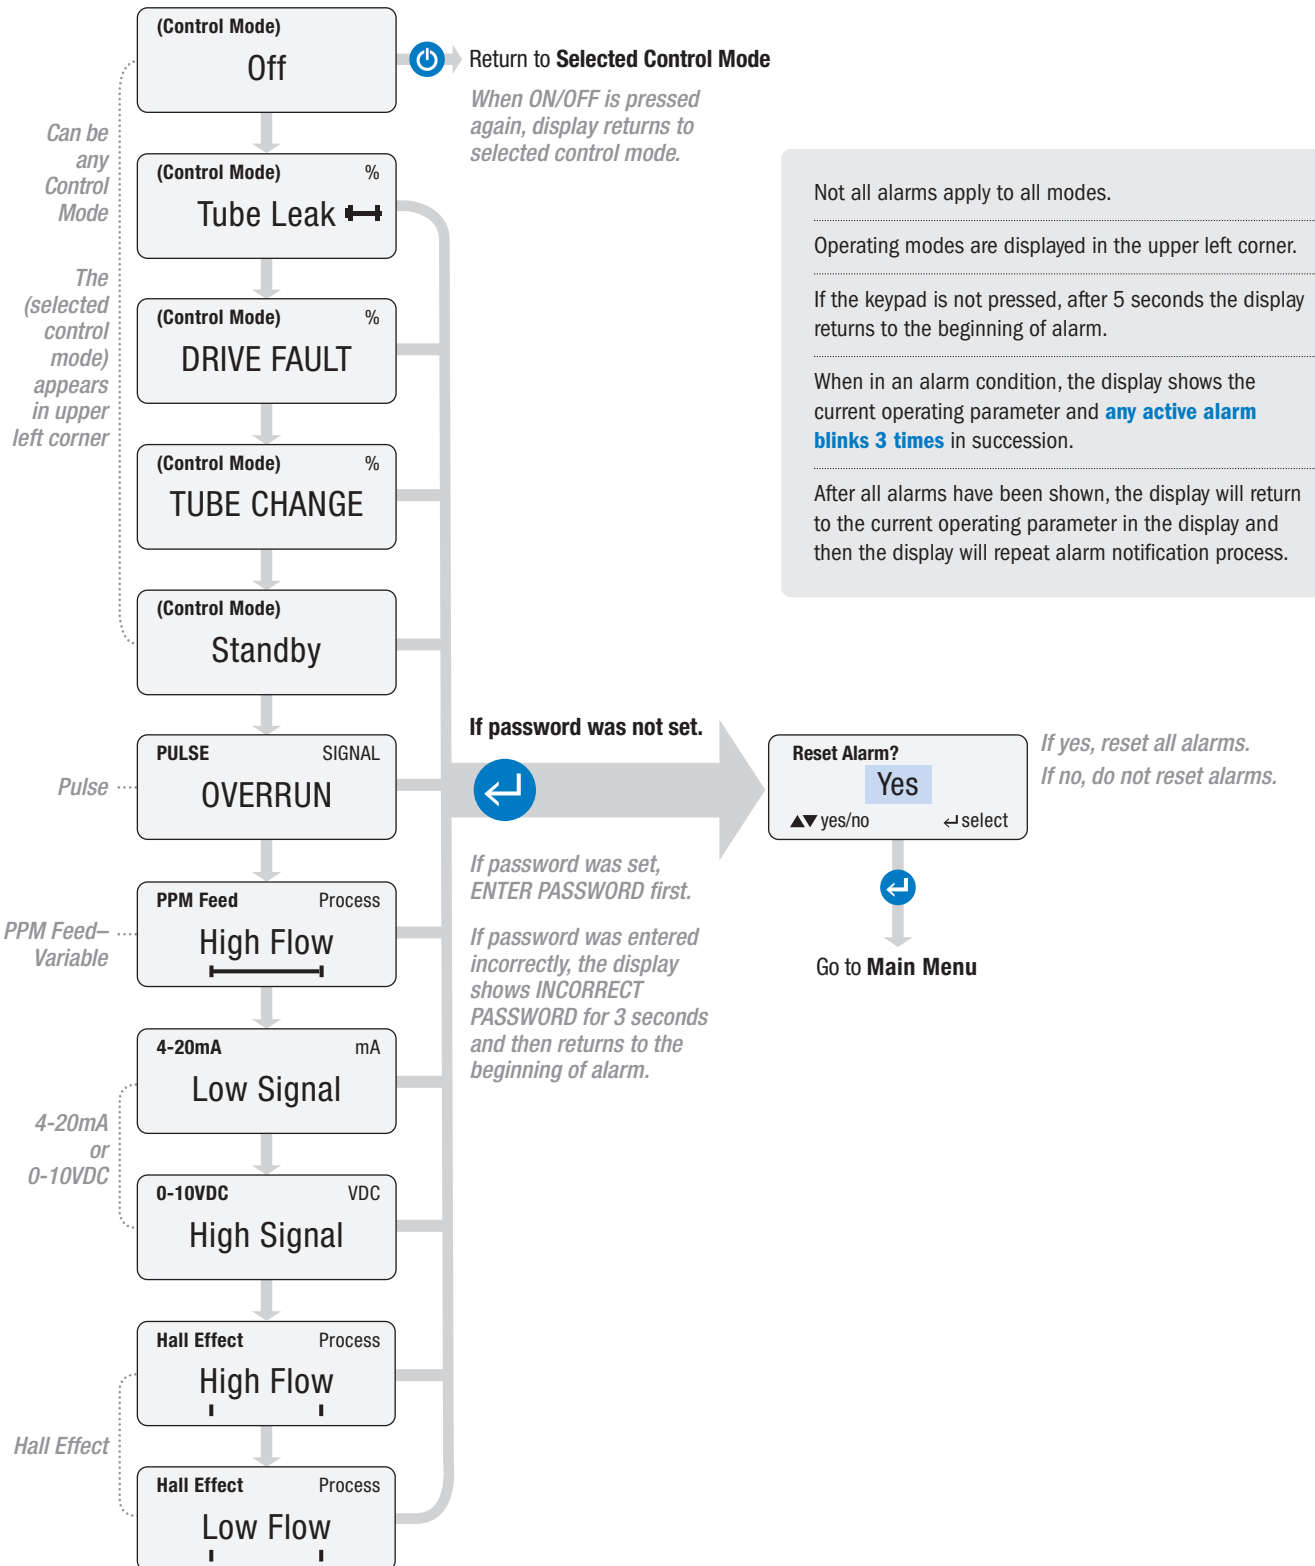 (Control Mode)
Off
Return to Selected Control Mode
When ON/OFF is pressed
again, display returns to
selected control mode.
Can be
any
Control
Mode
The
(selected
control
mode)
appears
in upper
left corner
(Control Mode) %
Tube Leak
(Control Mode) %
DRIVE FAULT
(Control Mode) %
TUBE CHANGE
(Control Mode)
Standby
Not all alarms apply to all modes.
Operating modes are displayed in the upper left corner.
If the keypad is not pressed, after 5 seconds the display
returns to the beginning of alarm.
When in an alarm condition, the display shows the
current operating parameter and any active alarm
blinks 3 times in succession.
After all alarms have been shown, the display will return
to the current operating parameter in the display and
then the display will repeat alarm notification process.
Pulse
PULSE SIGNAL
OVERRUN
PPM Feed–
Variable
PPM Feed Process
High Flow
4-20mA
or
0-10VDC
4-20mA mA
Low Signal
0-10VDC VDC
High Signal
Hall Effect
Hall Effect Process
High Flow
Hall Effect Process
Low Flow
If password was not set.
If password was set,
ENTER PASSWORD first.
If password was entered
incorrectly, the display
shows INCORRECT
PASSWORD for 3 seconds
and then returns to the
beginning of alarm.
Reset Alarm?
Yes
▲▼ yes/no ↵ select
If yes, reset all alarms.
If no, do not reset alarms.
Go to Main Menu